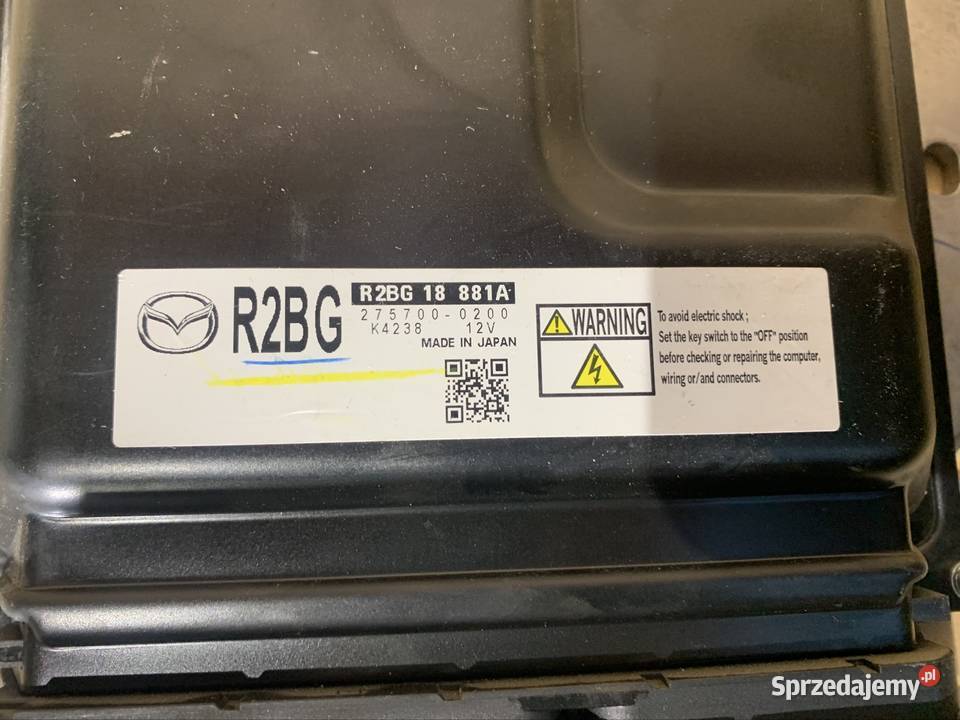 R2BG
R2BG 18 881A
275700-0200
K4238 12V
MADE IN JAPAN
WARNING
To avoid electric shock ;
Set the key switch to the "OFF" position
before checking or repairing the computer,
wiring or/and connectors.
Sprzedajemy.pl